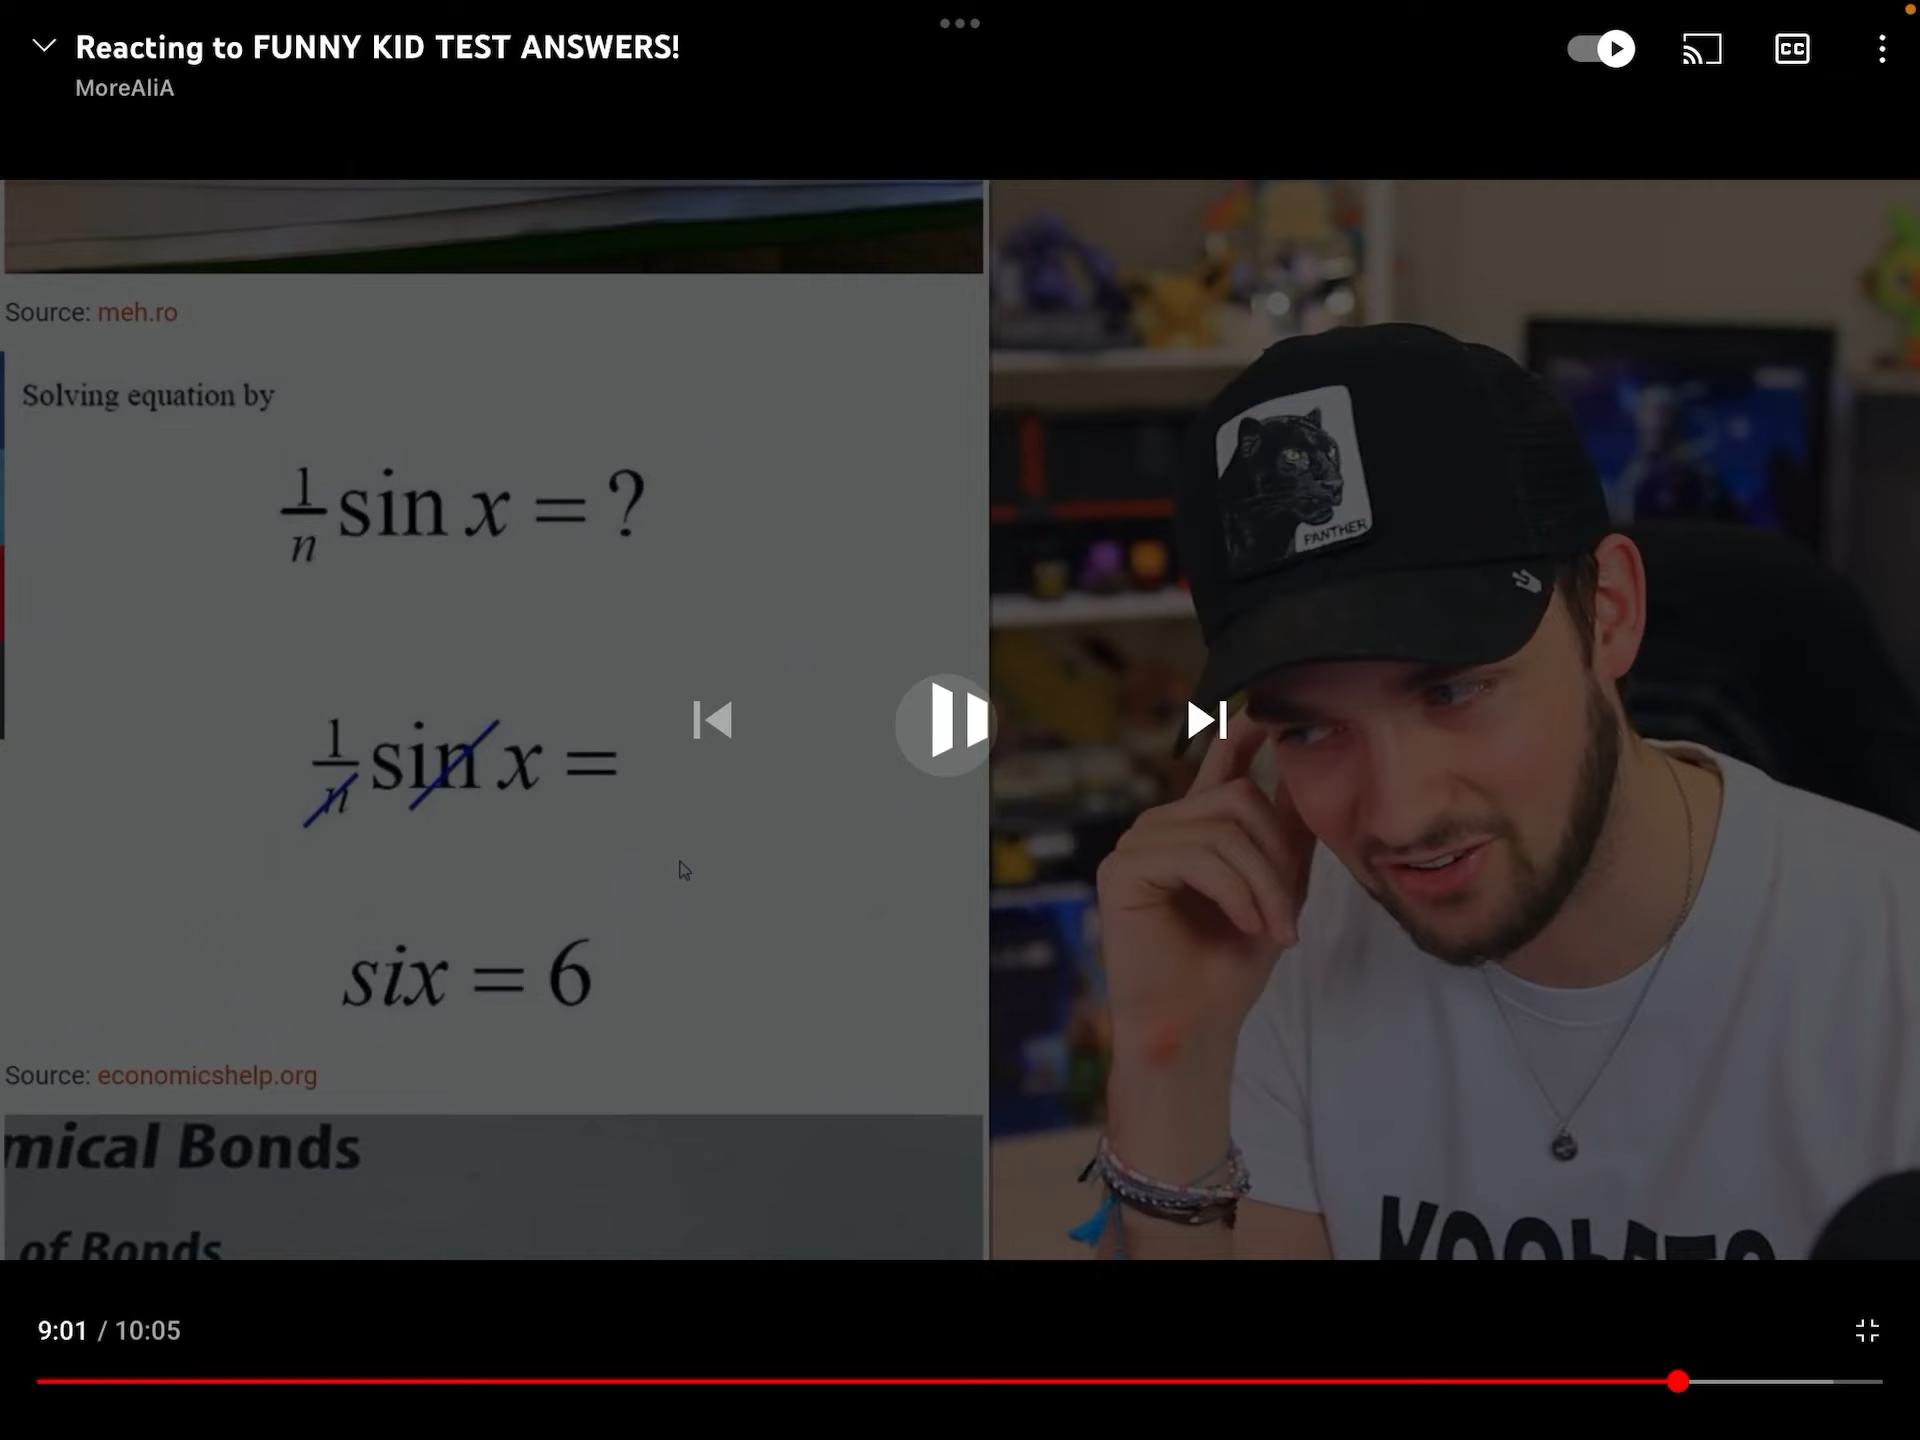 Reacting to FUNNY KID TEST ANSWERS!
MoreAliA
CC
Source: meh.ro
Solving equation by
1/n sin x = ?
1/n sin x =
six = 6
Source: economicshelp.org
mical Bonds
of Bonds
PANTHER
9:01 / 10:05